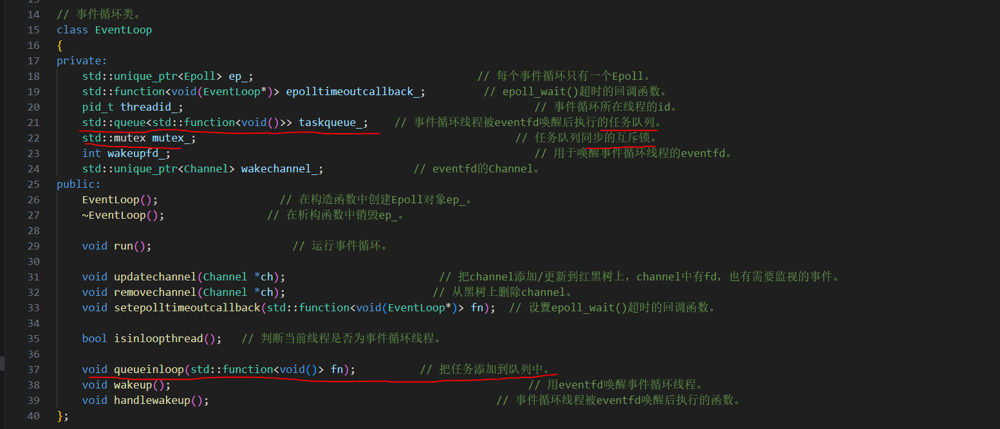 14 // 事件循环类。
15 class EventLoop
16 {
17 private:
18 std::unique_ptr<Epoll> ep_; // 每个事件循环只有一个Epoll。
19 std::function<void(EventLoop*)> epolltimeoutcallback_; // epoll_wait()超时的回调函数。
20 pid_t threadid_; // 事件循环所在线程的id。
21 std::queue<std::function<void()>> taskqueue_; // 事件循环线程被eventfd唤醒后执行的任务队列。
22 std::mutex mutex_; // 任务队列同步的互斥锁。
23 int wakeupfd_; // 用于唤醒事件循环线程的eventfd。
24 std::unique_ptr<Channel> wakechannel_; // eventfd的Channel。
25 public:
26 EventLoop(); // 在构造函数中创建Epoll对象ep_。
27 ~EventLoop(); // 在析构函数中销毁ep_。
28
29 void run(); // 运行事件循环。
30
31 void updatechannel(Channel *ch); // 把channel添加/更新到红黑树上，channel中有fd，也有需要监视的事件。
32 void removechannel(Channel *ch); // 从黑树上删除channel。
33 void setepolltimeoutcallback(std::function<void(EventLoop*)> fn); // 设置epoll_wait()超时的回调函数。
34
35 bool isinloopthread(); // 判断当前线程是否为事件循环线程。
36
37 void queueinloop(std::function<void()> fn); // 把任务添加到队列中。
38 void wakeup(); // 用eventfd唤醒事件循环线程。
39 void handlewakeup(); // 事件循环线程被eventfd唤醒后执行的函数。
40 };